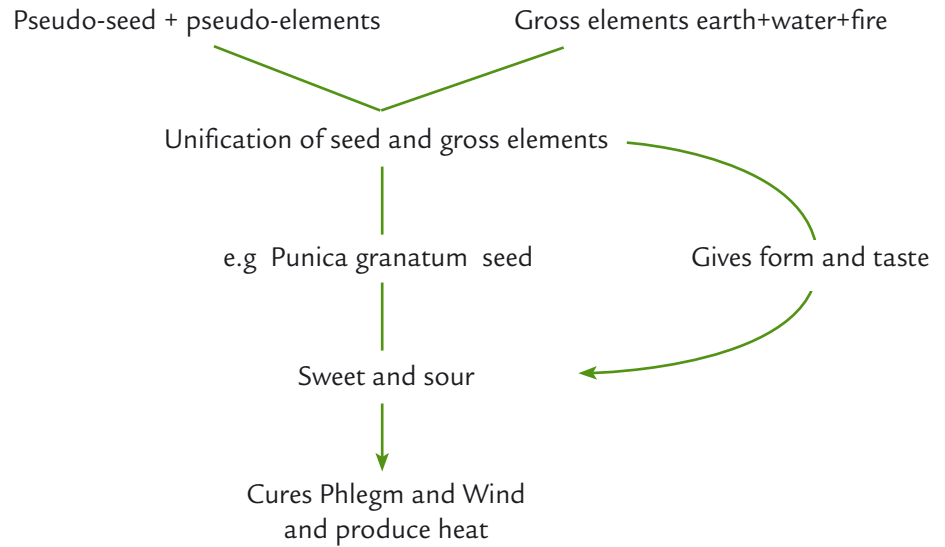 Pseudo-seed + pseudo-elements
Gross elements earth+water+fire
Unification of seed and gross elements
e.g Punica granatum seed
Gives form and taste
Sweet and sour
Cures Phlegm and Wind
and produce heat